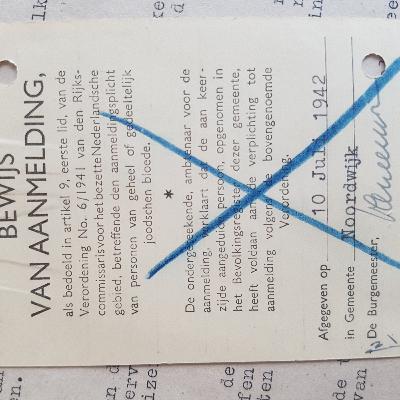 BEWIJS
VAN AANMELDING,
als bedoeld in artikel 9, eerste lid, van de
Verordening No. 6/1941 van den Rijks-
commissaris voor het bezette Nederlandsche
gebied, betreffende den aanmeldingsplicht
van personen van geheel of gedeeltelijk
joodschen bloede.
*
De ondergeteekende, ambtenaar voor de
aanmelding, verklaart dat de aan keer-
zijde aangeduide persoon, opgenomen in
het Bevolkingsregister dezer gemeente,
heeft voldaan aan de verplichting tot
aanmelding volgens de bovengenoemde
Verordening.
Afgegeven op 10 Juli 1942
in Gemeente Noordwijk
De Burgemeester,